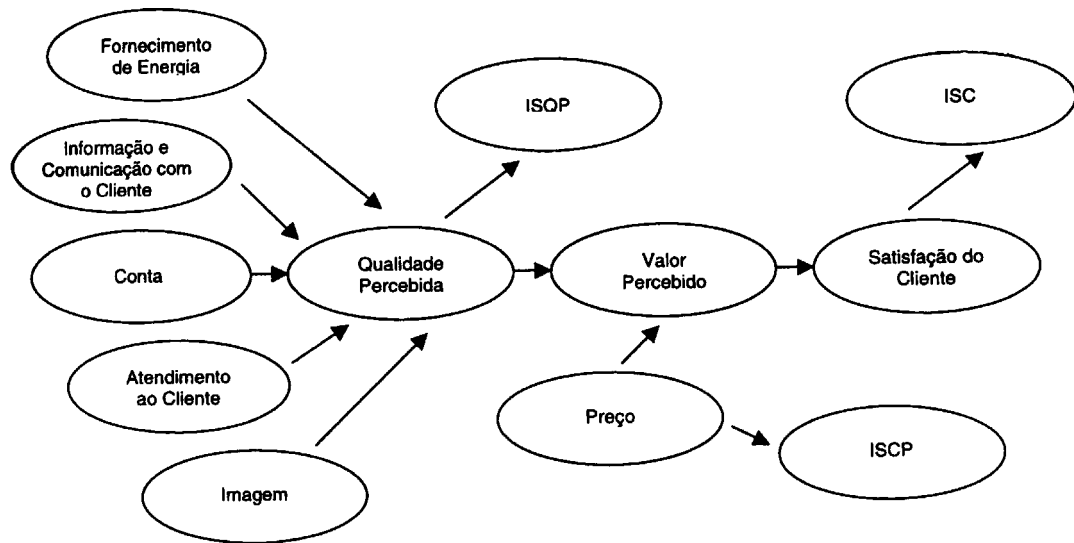 Fornecimento
de Energia
ISQP
ISC
Informação e
Comunicação com
o Cliente
Conta
Qualidade
Percebida
Valor
Percebido
Satisfação do
Cliente
Atendimento
ao Cliente
Preço
ISCP
Imagem